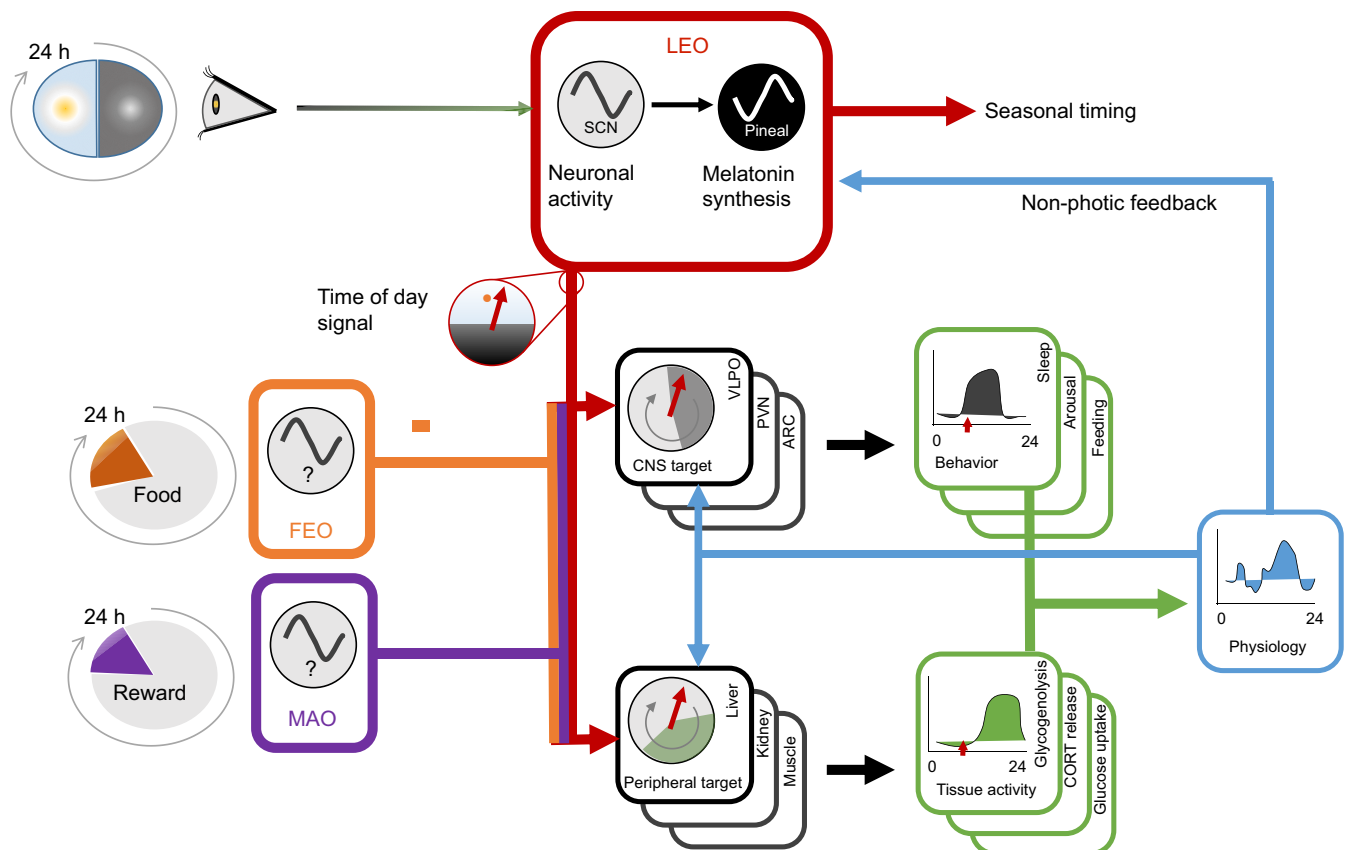 LEO
24 h
SCN
Pineal
Neuronal
activity
Melatonin
synthesis
Seasonal timing
Non-photic feedback
Time of day
signal
24 h
Food
?
FEO
24 h
Reward
?
MAO
CNS target
VLPO
PVN
ARC
0
24
Behavior
Sleep
Arousal
Feeding
Peripheral target
Liver
Kidney
Muscle
0
24
Tissue activity
Glycogenolysis
CORT release
Glucose uptake
0
24
Physiology